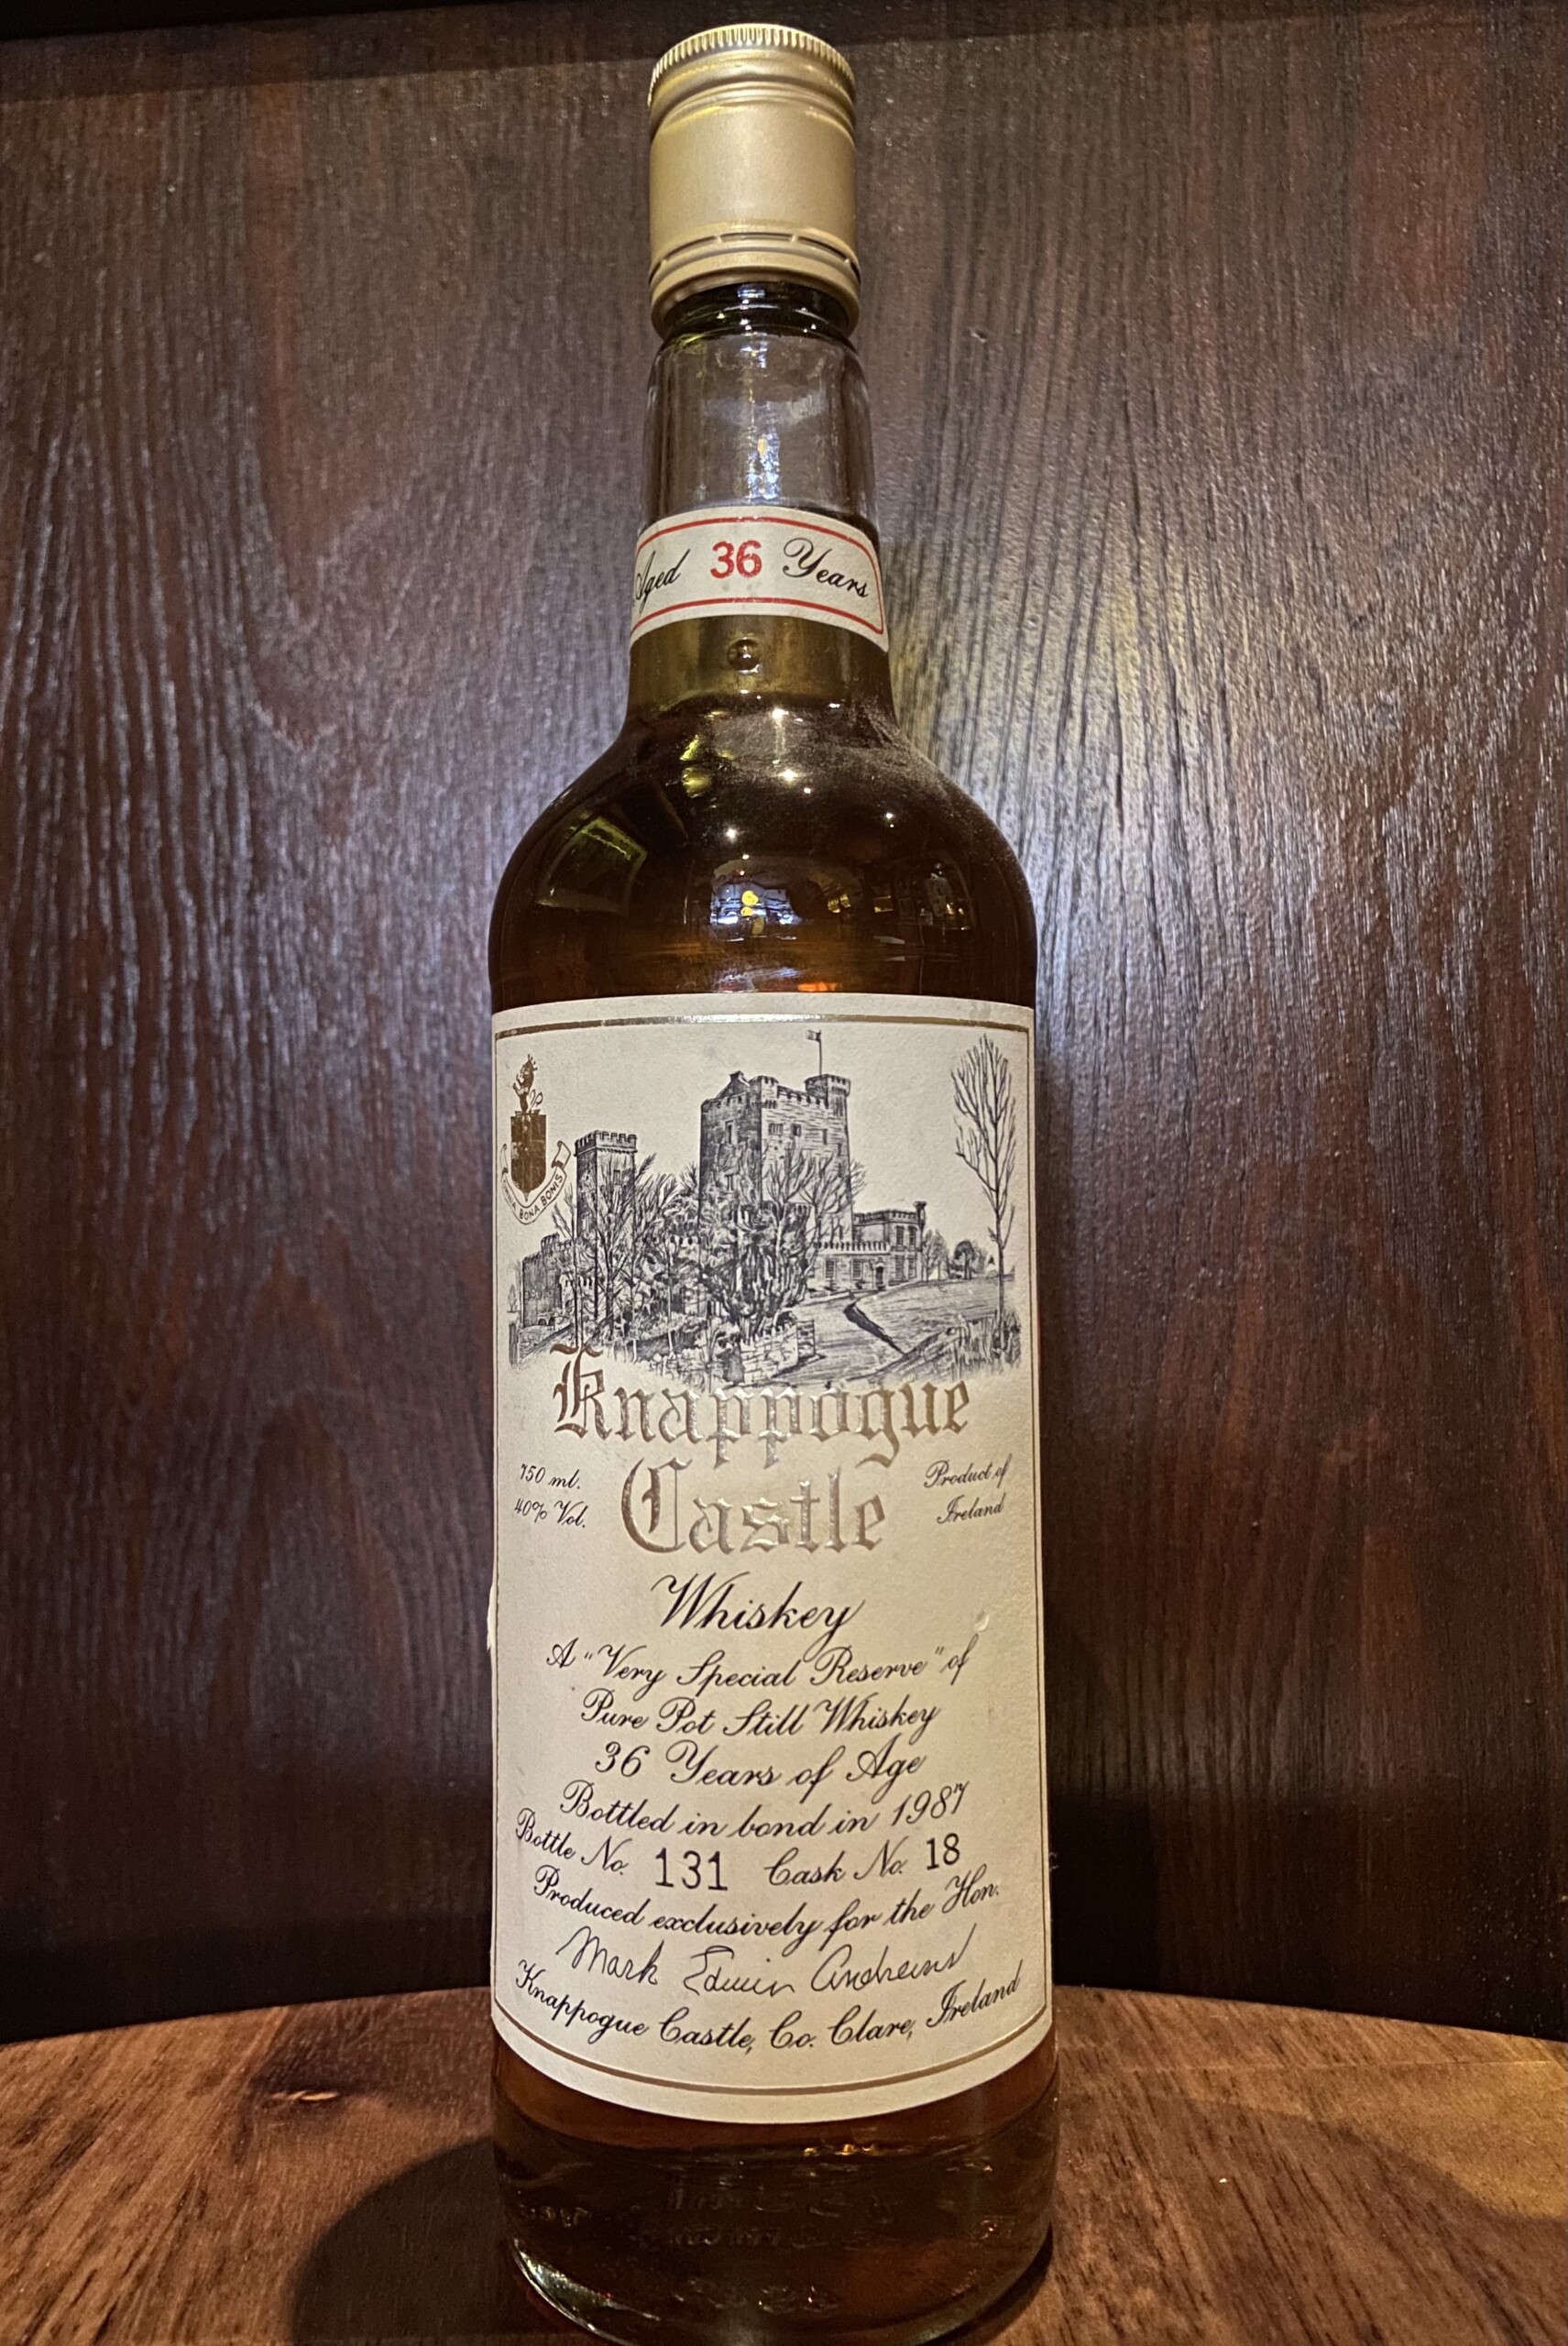 Aged 36 Years
BONA BONIS
Knappogue
Castle
750 ml.
40% Vol.
Product of
Ireland
Whiskey
A "Very Special Reserve" of
Pure Pot Still Whiskey
36 Years of Age
Bottled in bond in 1987
Bottle No. 131 Cask No. 18
Produced exclusively for the Hon.
Mark Edwin Andrews
Knappogue Castle, Co. Clare, Ireland